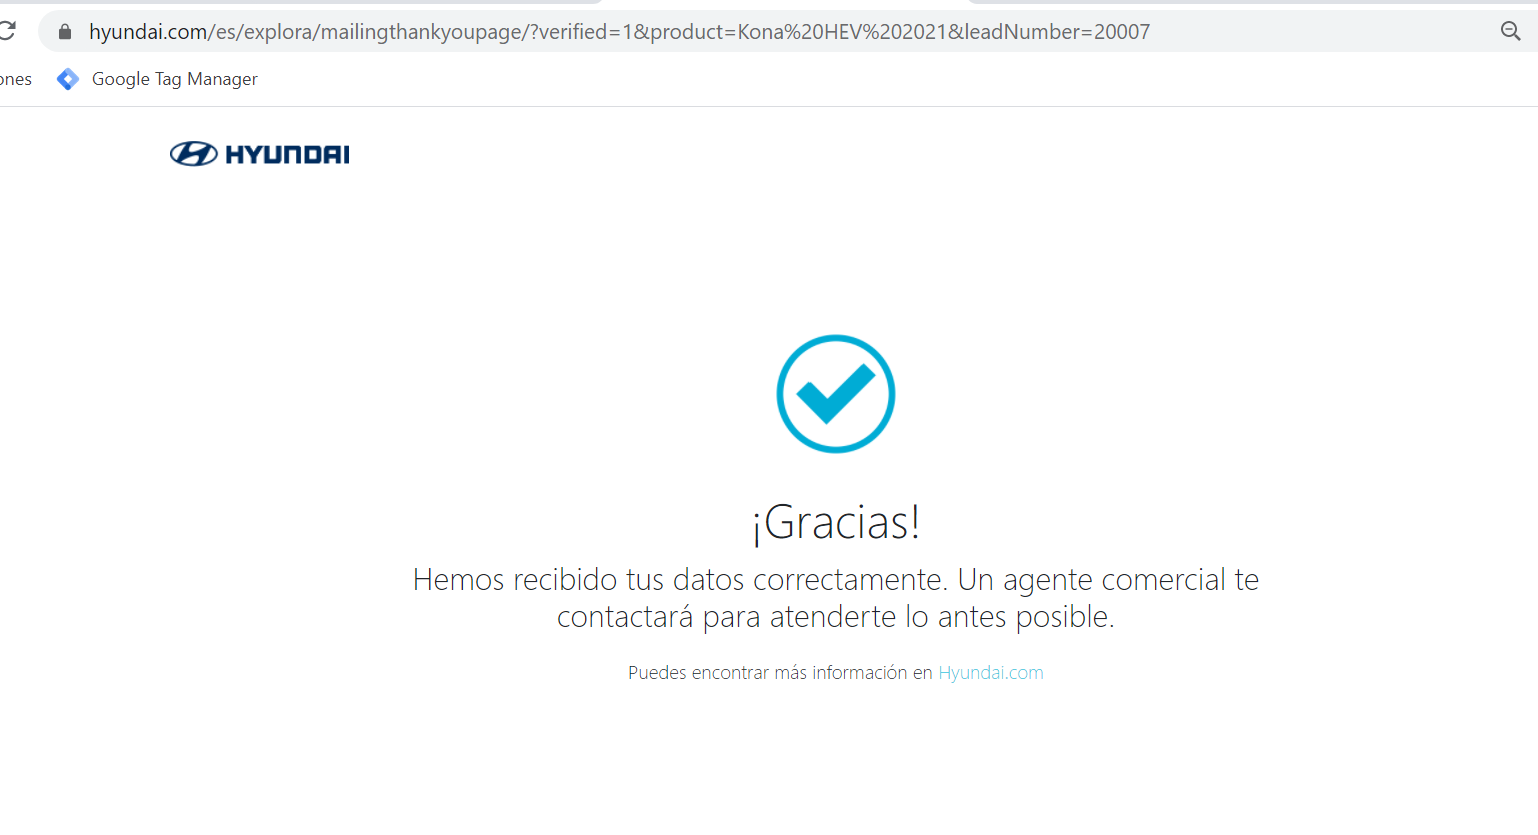 hyundai.com/es/explora/mailingthankyoupage/?verified=1&product=Kona%20HEV%202021&leadNumber=20007
ones Google Tag Manager
HYUNDAI
¡Gracias!
Hemos recibido tus datos correctamente. Un agente comercial te
contactará para atenderte lo antes posible.
Puedes encontrar más información en Hyundai.com